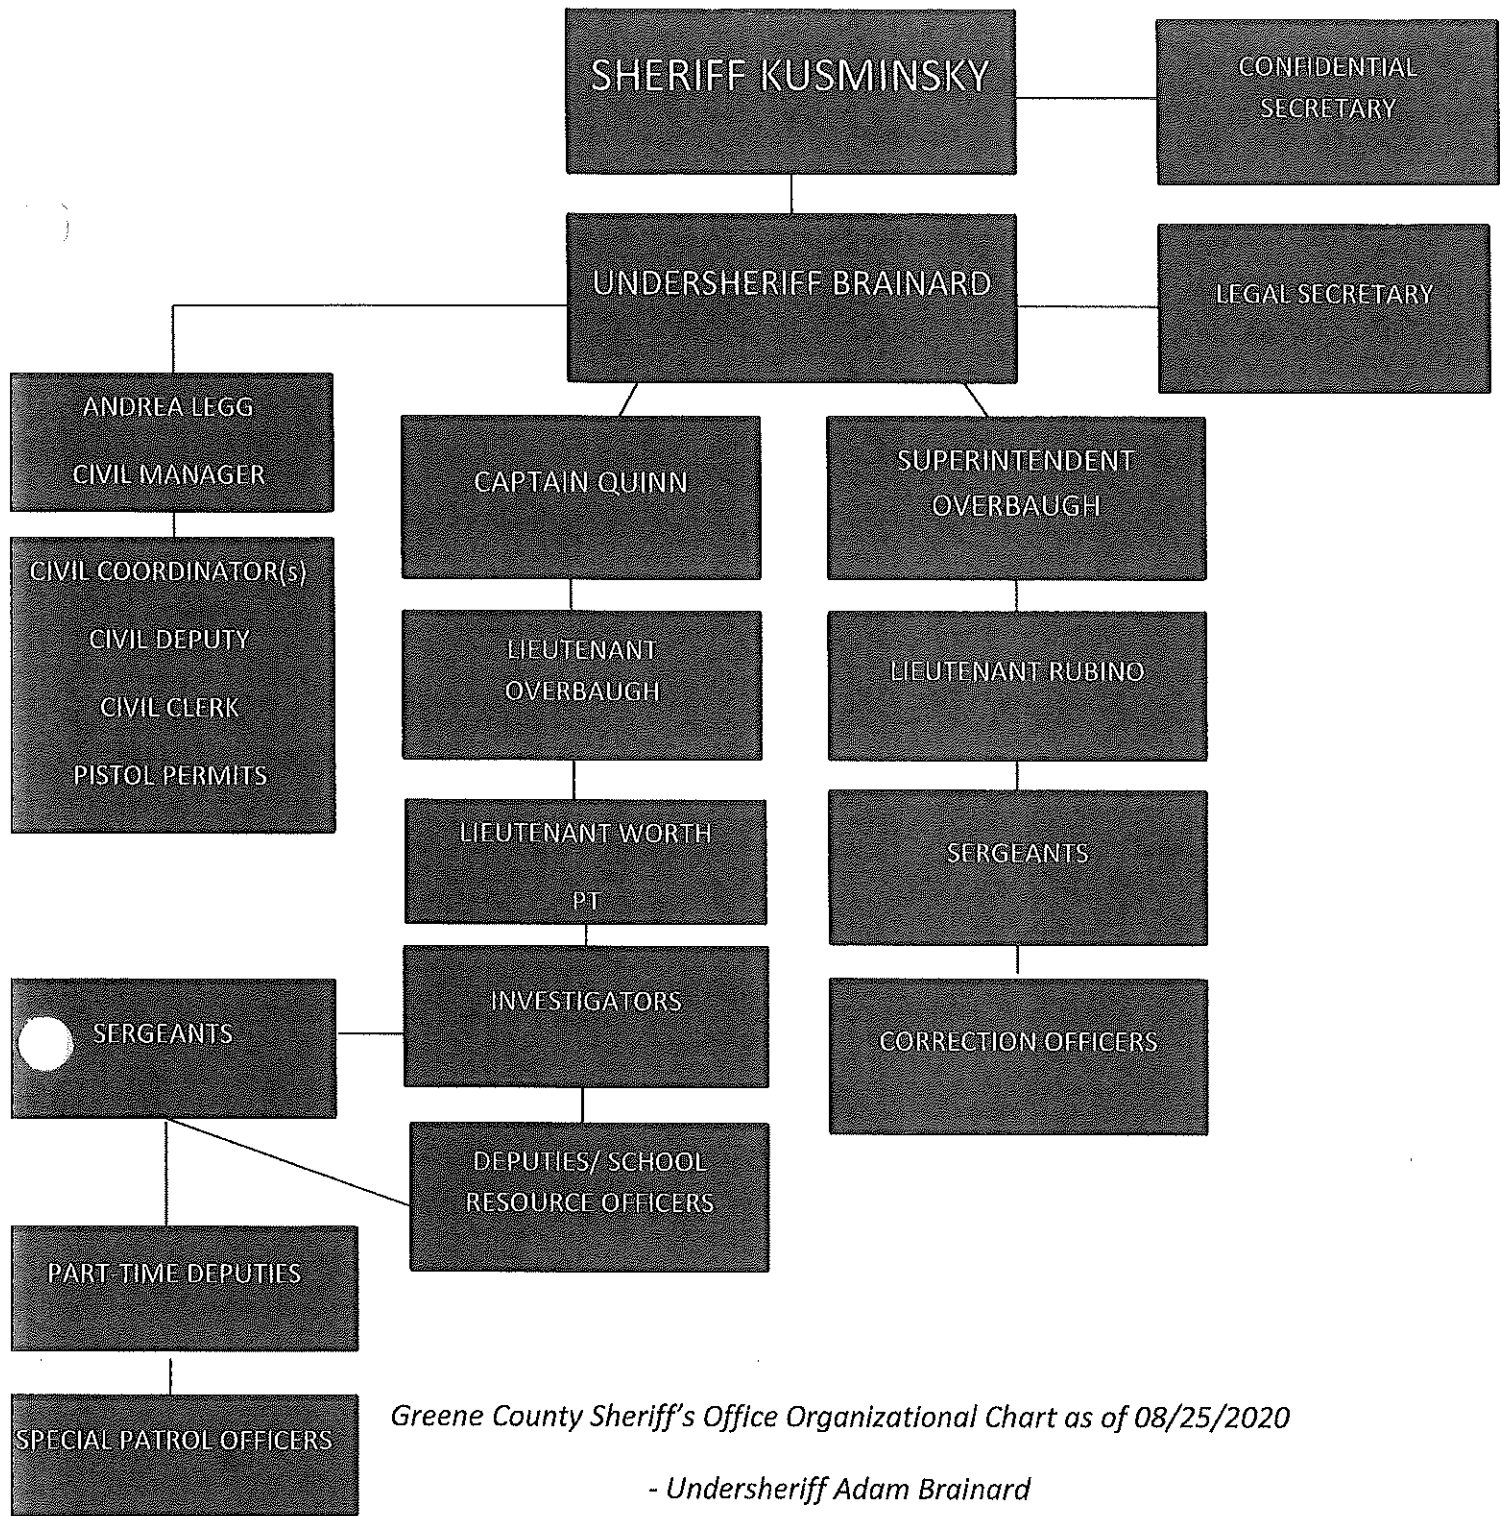 SHERIFF KUSMINSKY
CONFIDENTIAL
SECRETARY
UNDERSHERIFF BRAINARD
LEGAL SECRETARY
ANDREA LEGG
CIVIL MANAGER
CAPTAIN QUINN
SUPERINTENDENT
OVERBAUGH
CIVIL COORDINATOR(s)
CIVIL DEPUTY
CIVIL CLERK
PISTOL PERMITS
LIEUTENANT
OVERBAUGH
LIEUTENANT RUBINO
LIEUTENANT WORTH
PT
SERGEANTS
SERGEANTS
INVESTIGATORS
CORRECTION OFFICERS
DEPUTIES/ SCHOOL
RESOURCE OFFICERS
PART-TIME DEPUTIES
SPECIAL PATROL OFFICERS
Greene County Sheriff's Office Organizational Chart as of 08/25/2020
- Undersheriff Adam Brainard